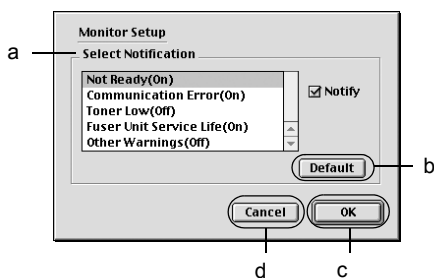 Monitor Setup
a
Select Notification
Not Ready(On)
Communication Error(On)
Toner Low(Off)
Fuser Unit Service Life(On)
Other Warnings(Off)
Notify
Default
b
Cancel
OK
d
c